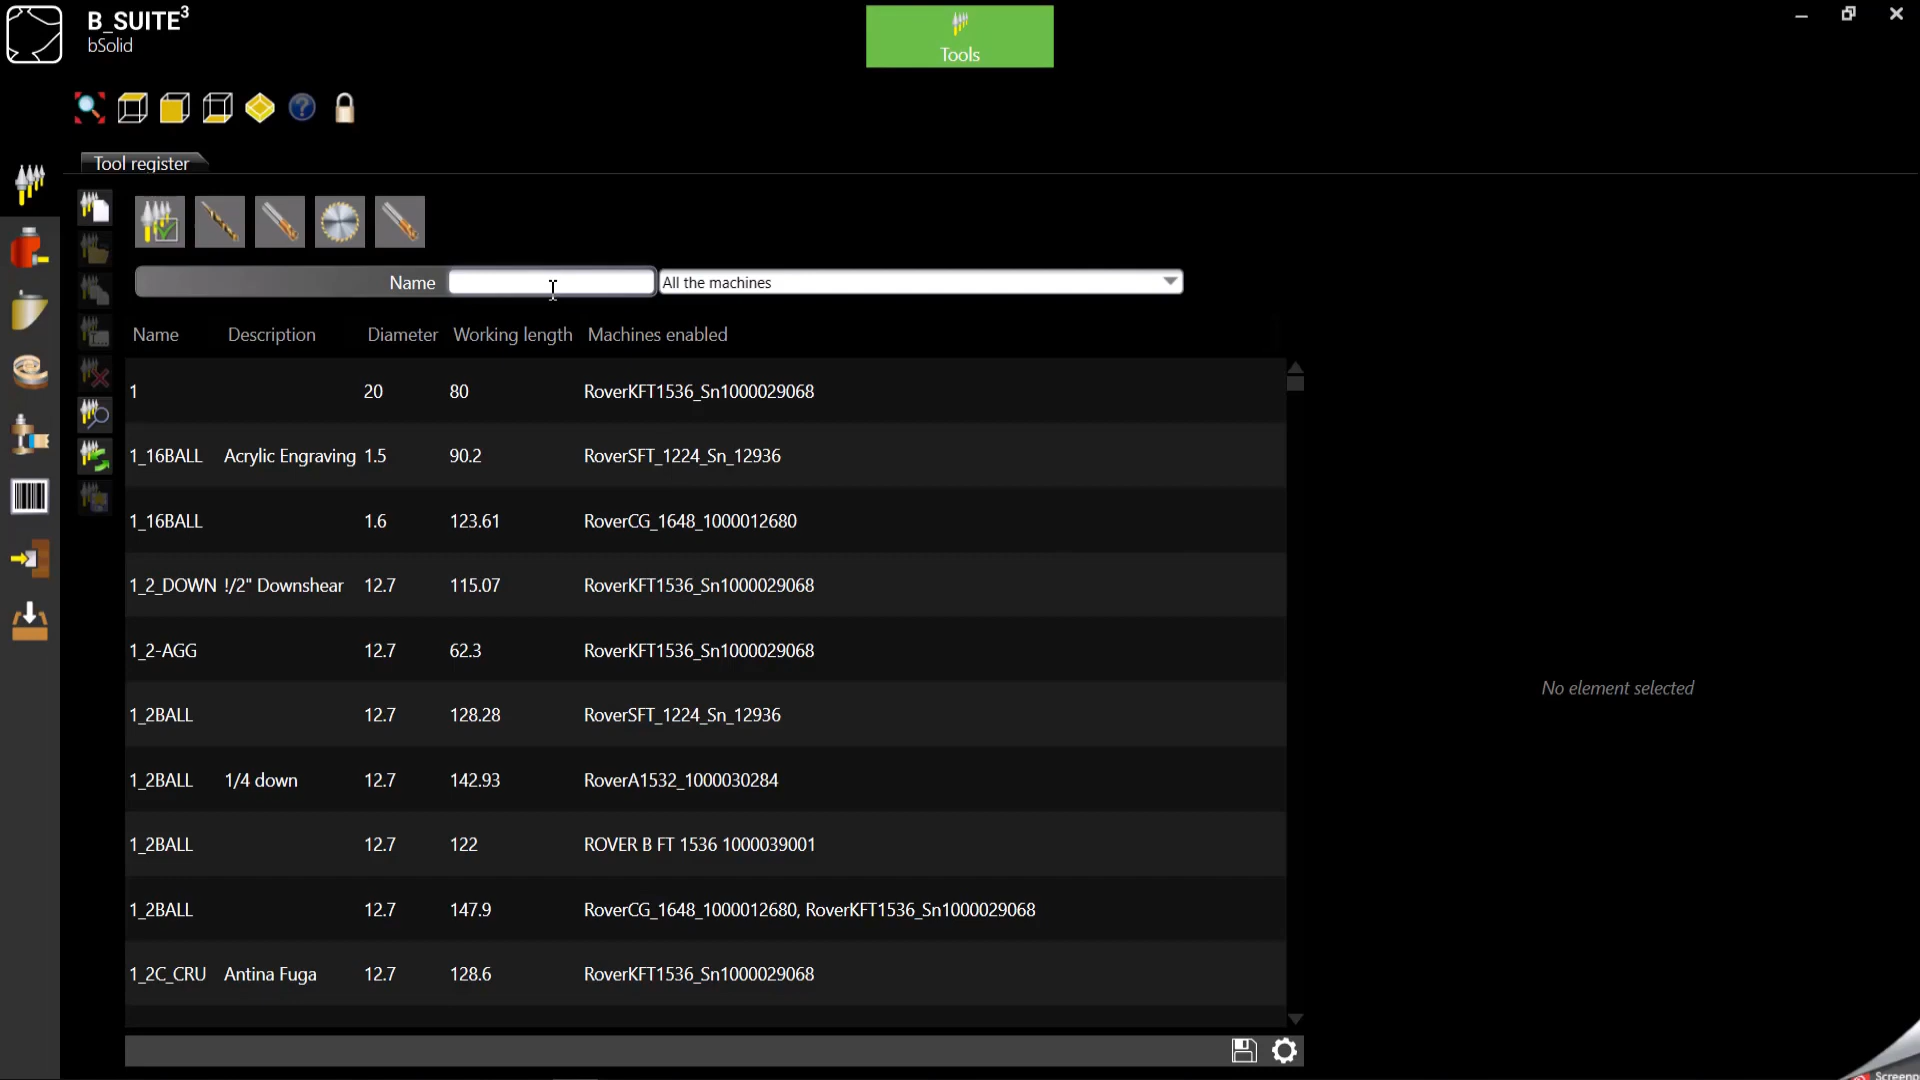 B_SUITE³
bSolid
Tools
Tool register
Name All the machines
Name Description Diameter Working length Machines enabled
1 20 80 RoverKFT1536_Sn1000029068
1_16BALL Acrylic Engraving 1.5 90.2 RoverSFT_1224_Sn_12936
1_16BALL 1.6 123.61 RoverCG_1648_1000012680
1_2_DOWN !/2" Downshear 12.7 115.07 RoverKFT1536_Sn1000029068
1_2-AGG 12.7 62.3 RoverKFT1536_Sn1000029068
1_2BALL 12.7 128.28 RoverSFT_1224_Sn_12936
No element selected
1_2BALL 1/4 down 12.7 142.93 RoverA1532_1000030284
1_2BALL 12.7 122 ROVER B FT 1536 1000039001
1_2BALL 12.7 147.9 RoverCG_1648_1000012680, RoverKFT1536_Sn1000029068
1_2C_CRU Antina Fuga 12.7 128.6 RoverKFT1536_Sn1000029068